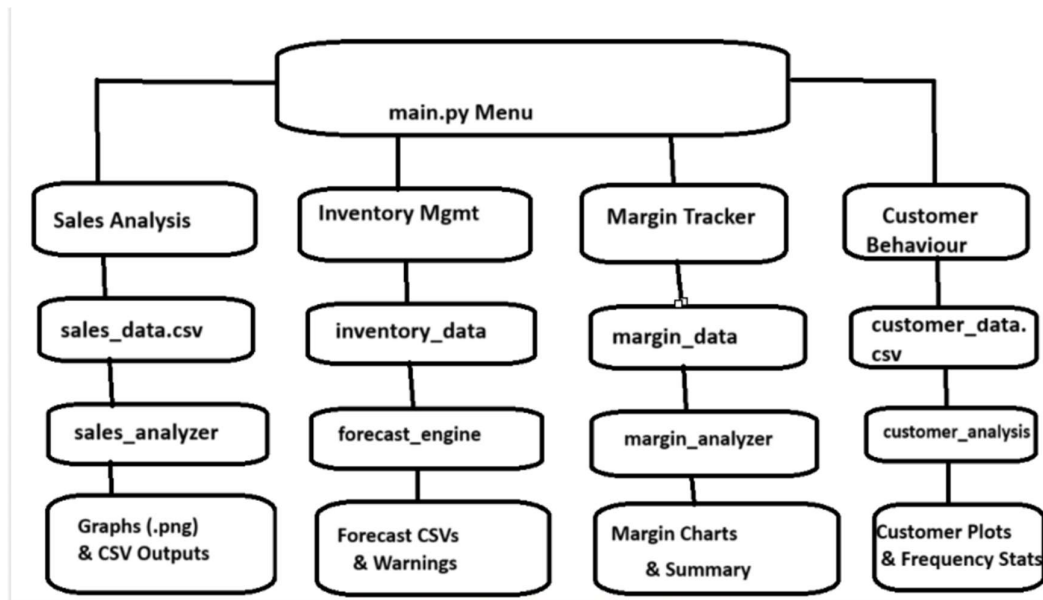 main.py Menu
Sales Analysis
Inventory Mgmt
Margin Tracker
Customer
Behaviour
sales_data.csv
inventory_data
margin_data
customer_data.
csv
sales_analyzer
forecast_engine
margin_analyzer
customer_analysis
Graphs (.png)
& CSV Outputs
Forecast CSVs
& Warnings
Margin Charts
& Summary
Customer Plots
& Frequency Stats